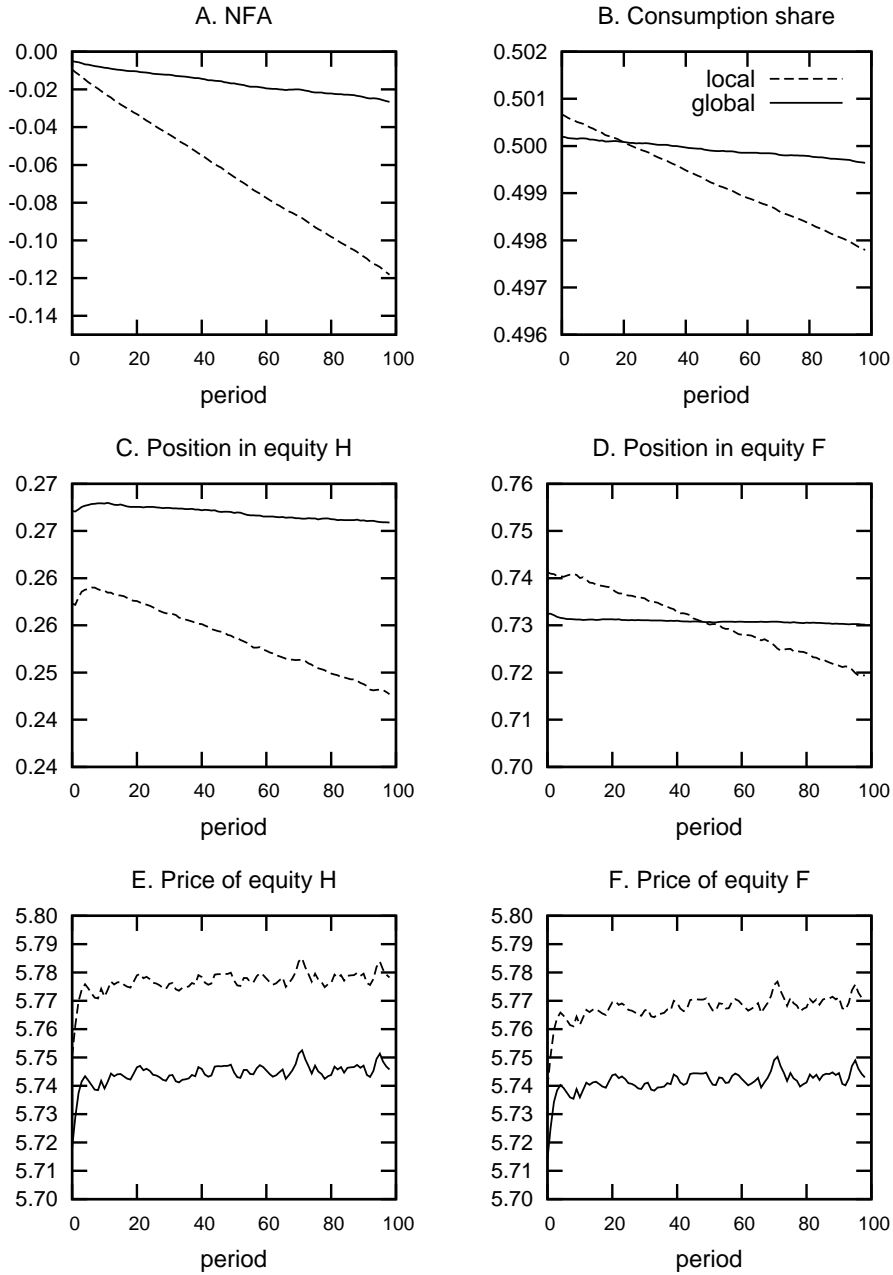 A. NFA
0.00
-0.02
-0.04
-0.06
-0.08
-0.10
-0.12
-0.14
0 20 40 60 80 100
period
B. Consumption share
0.502
0.501
0.500
0.499
0.498
0.497
0.496
local
global
0 20 40 60 80 100
period
C. Position in equity H
0.27
0.27
0.26
0.26
0.25
0.24
0.24
0 20 40 60 80 100
period
D. Position in equity F
0.76
0.75
0.74
0.73
0.72
0.71
0.70
0 20 40 60 80 100
period
E. Price of equity H
5.80
5.79
5.78
5.77
5.76
5.75
5.74
5.73
5.72
5.71
5.70
0 20 40 60 80 100
period
F. Price of equity F
5.80
5.79
5.78
5.77
5.76
5.75
5.74
5.73
5.72
5.71
5.70
0 20 40 60 80 100
period